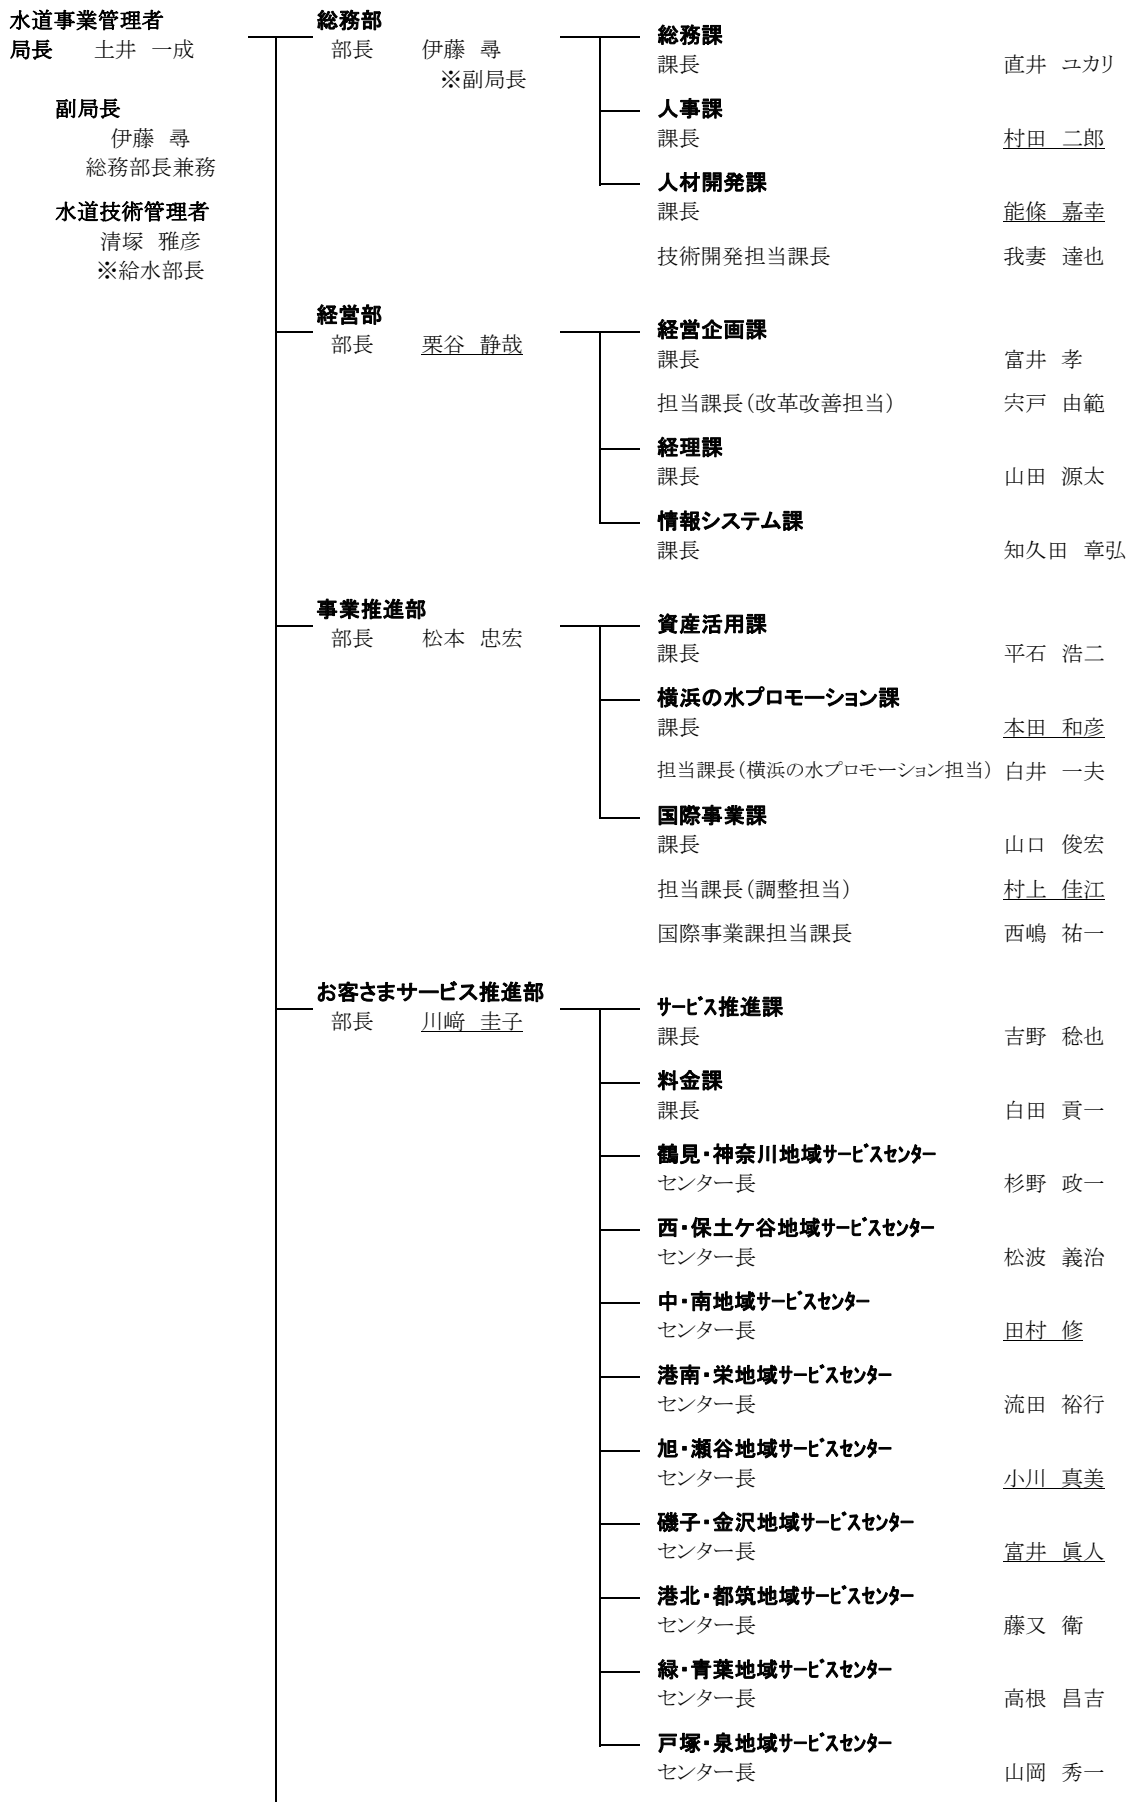 水道事業管理者
局長 土井 一成
副局長
伊藤 尋
総務部長兼務
水道技術管理者
清塚 雅彦
※給水部長
総務部
部長 伊藤 尋
※副局長
総務課
課長 直井 ユカリ
人事課
課長 村田 二郎
人材開発課
課長 能條 嘉幸
技術開発担当課長 我妻 達也
経営部
部長 栗谷 静哉
経営企画課
課長 富井 孝
担当課長（改革改善担当） 宍戸 由範
経理課
課長 山田 源太
情報システム課
課長 知久田 章弘
事業推進部
部長 松本 忠宏
資産活用課
課長 平石 浩二
横浜の水プロモーション課
課長 本田 和彦
担当課長（横浜の水プロモーション担当） 白井 一夫
国際事業課
課長 山口 俊宏
担当課長（調整担当） 村上 佳江
国際事業課担当課長 西嶋 祐一
お客さまサービス推進部
部長 川﨑 圭子
ｻｰﾋﾞｽ推進課
課長 吉野 稔也
料金課
課長 白田 貢一
鶴見・神奈川地域ｻｰﾋﾞｽｾﾝﾀｰ
センター長 杉野 政一
西・保土ケ谷地域ｻｰﾋﾞｽｾﾝﾀｰ
センター長 松波 義治
中・南地域ｻｰﾋﾞｽｾﾝﾀｰ
センター長 田村 修
港南・栄地域ｻｰﾋﾞｽｾﾝﾀｰ
センター長 流田 裕行
旭・瀬谷地域ｻｰﾋﾞｽｾﾝﾀｰ
センター長 小川 真美
磯子・金沢地域ｻｰﾋﾞｽｾﾝﾀｰ
センター長 富井 眞人
港北・都筑地域ｻｰﾋﾞｽｾﾝﾀｰ
センター長 藤又 衛
緑・青葉地域ｻｰﾋﾞｽｾﾝﾀｰ
センター長 高根 昌吉
戸塚・泉地域ｻｰﾋﾞｽｾﾝﾀｰ
センター長 山岡 秀一